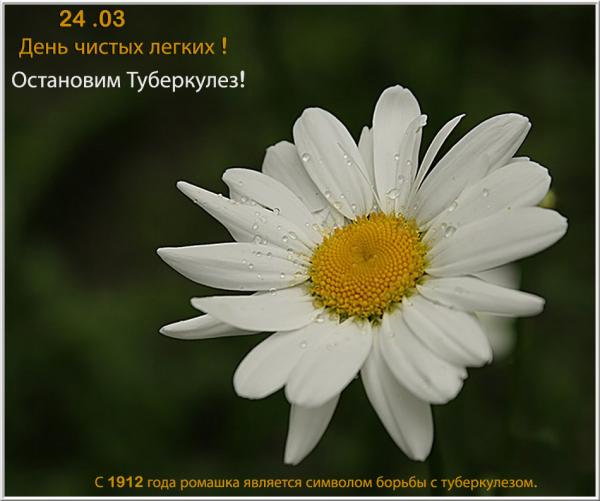 24 .03
День чистых легких !
Остановим Туберкулез!
С 1912 года ромашка является символом борьбы с туберкулезом.